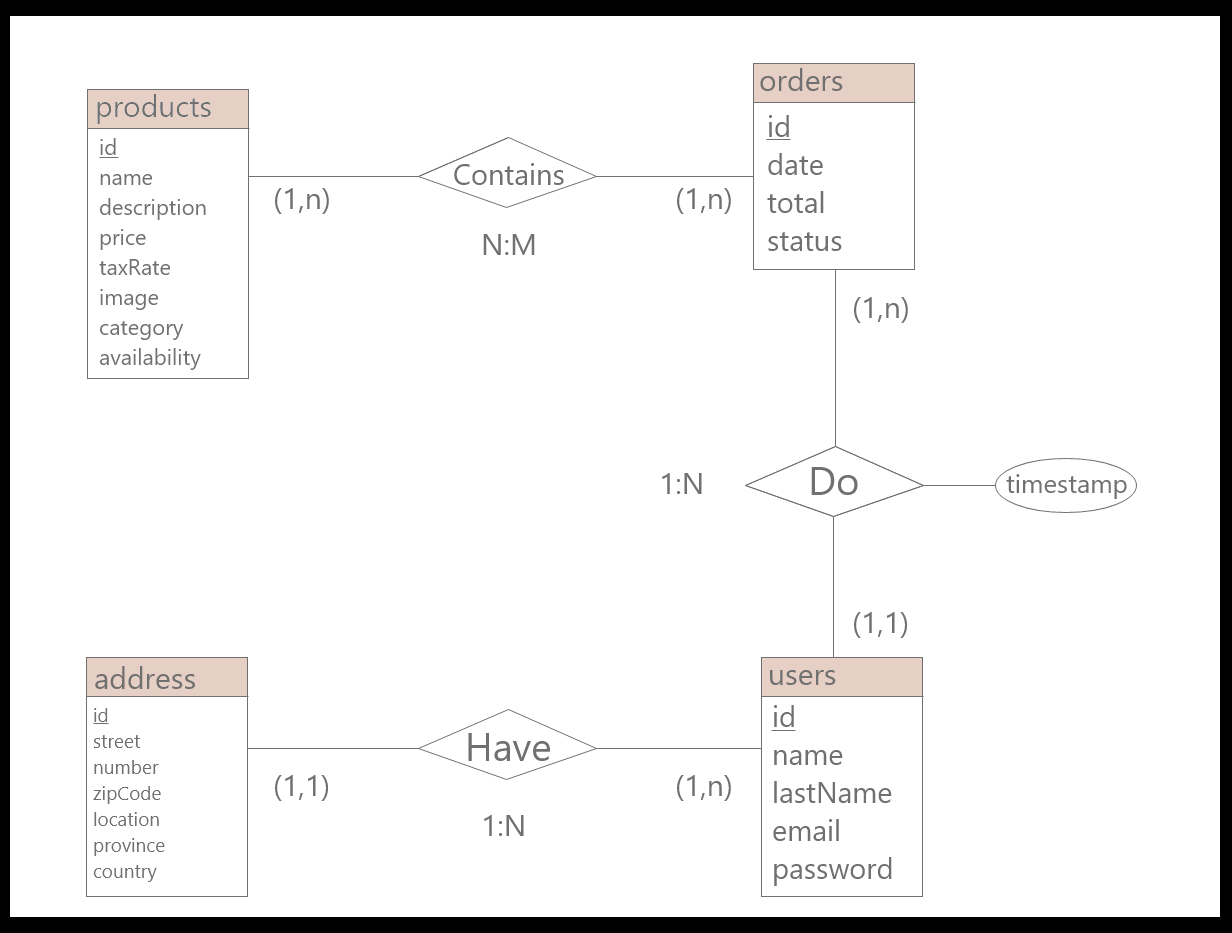 products
id
name
description
price
taxRate
image
category
availability
(1,n)
Contains
N:M
(1,n)
orders
id
date
total
status
(1,n)
1:N
Do
timestamp
(1,1)
address
id
street
number
zipCode
location
province
country
(1,1)
Have
1:N
(1,n)
users
id
name
lastName
email
password